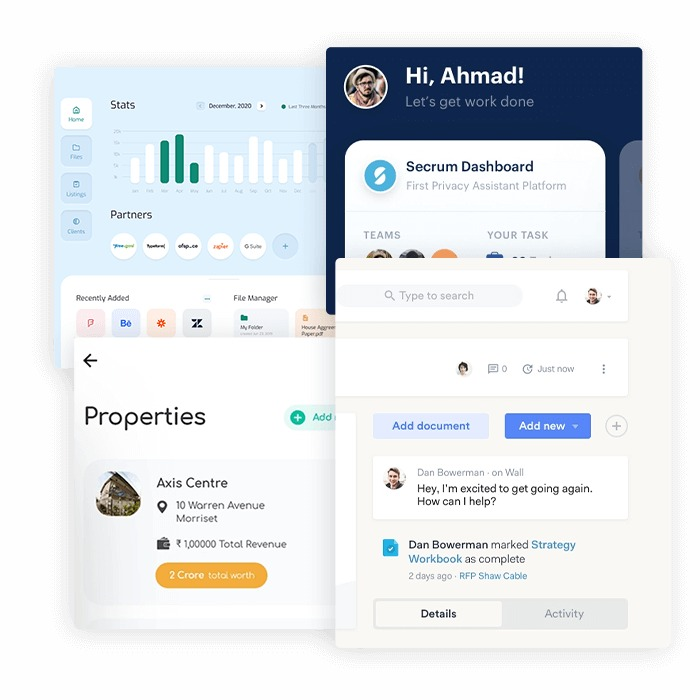 Stats
December, 2020
Last Three Months
Home
Files
Listings
Clients
Jan Feb Mar Apr May Jun Jul Aug Sep Oct Nov Dec
Partners
Typeform
ofsp_ce
zapier
G Suite
+
Recently Added
File Manager
Bē
My Folder
House Aggree
Paper.pdf
Hi, Ahmad!
Let's get work done
Secrum Dashboard
First Privacy Assistant Platform
TEAMS
YOUR TASK
Properties
Add
Axis Centre
10 Warren Avenue
Morriset
₹ 1,00000 Total Revenue
2 Crore total worth
Type to search
0
Just now
Add document
Add new
Dan Bowerman · on Wall
Hey, I'm excited to get going again.
How can I help?
Dan Bowerman marked Strategy
Workbook as complete
2 days ago · RFP Shaw Cable
Details
Activity